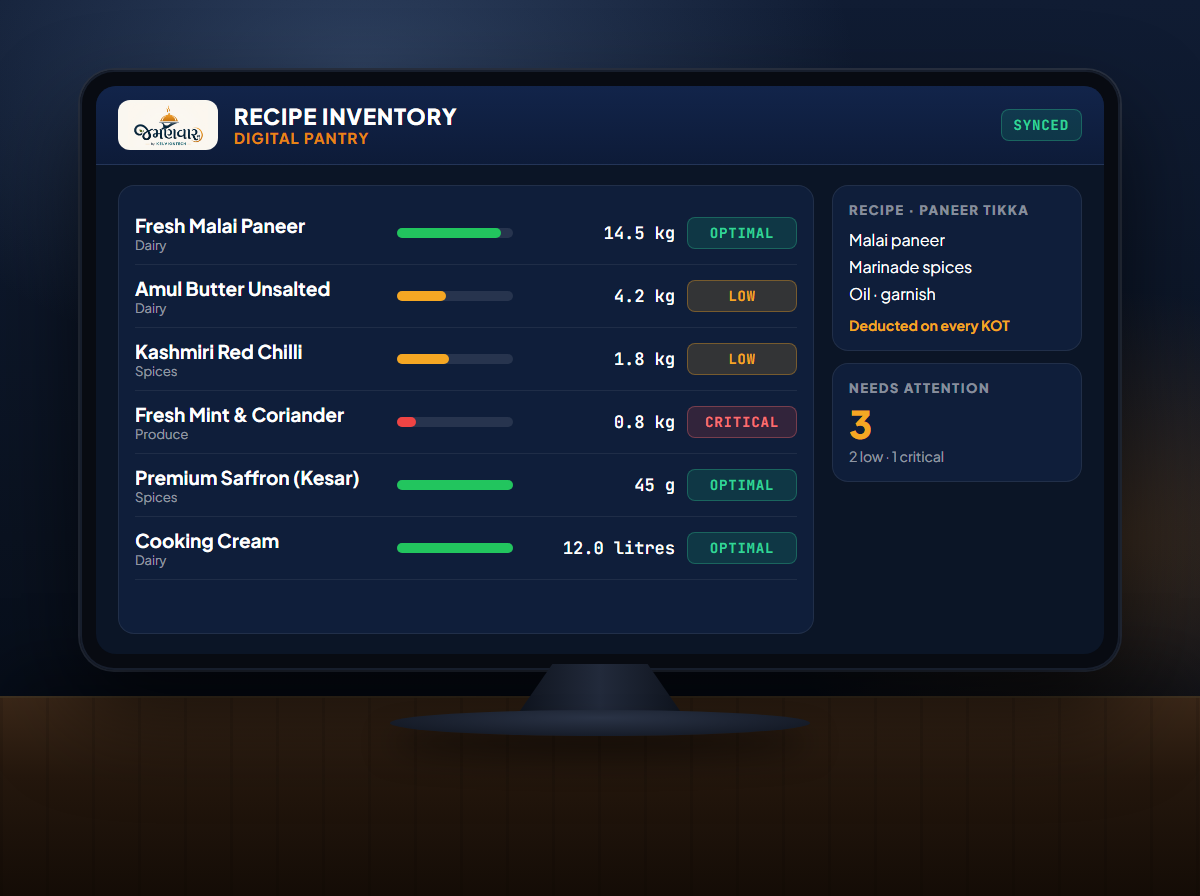 જમણવાર
by KELVIONTECH
RECIPE INVENTORY
DIGITAL PANTRY
SYNCED
Fresh Malai Paneer
Dairy
14.5 kg
OPTIMAL
Amul Butter Unsalted
Dairy
4.2 kg
LOW
Kashmiri Red Chilli
Spices
1.8 kg
LOW
Fresh Mint & Coriander
Produce
0.8 kg
CRITICAL
Premium Saffron (Kesar)
Spices
45 g
OPTIMAL
Cooking Cream
Dairy
12.0 litres
OPTIMAL
RECIPE · PANEER TIKKA
Malai paneer
Marinade spices
Oil · garnish
Deducted on every KOT
NEEDS ATTENTION
3
2 low · 1 critical